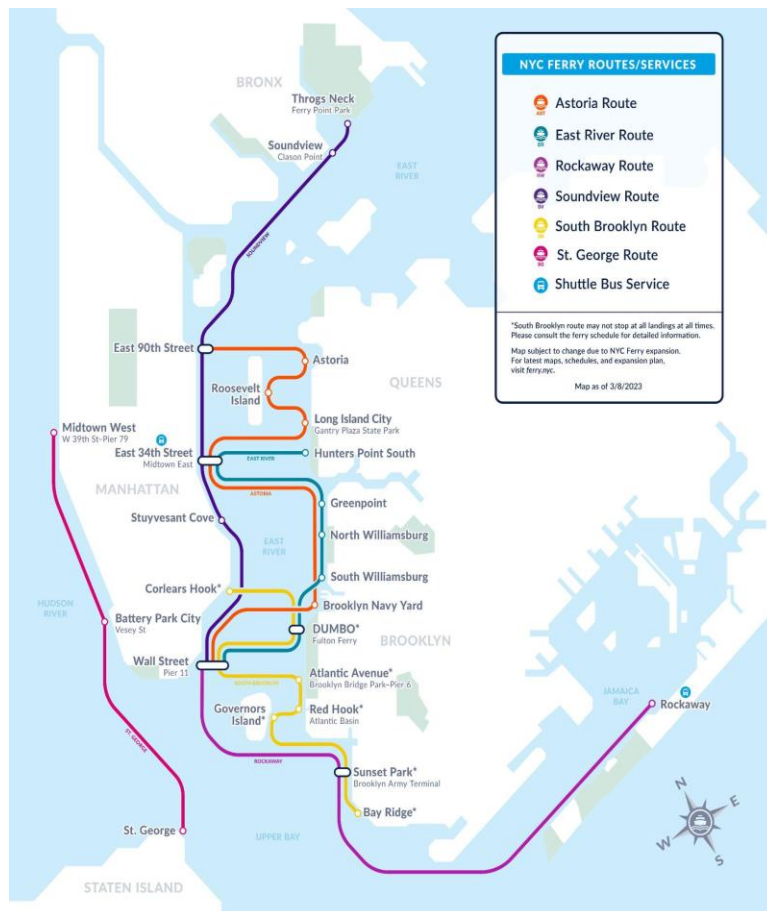 NYC FERRY ROUTES/SERVICES
Astoria Route
East River Route
Rockaway Route
Soundview Route
South Brooklyn Route
St. George Route
Shuttle Bus Service
*South Brooklyn route may not stop at all landings at all times.
Please consult the ferry schedule for detailed information.
Map subject to change due to NYC Ferry expansion.
For latest maps, schedules, and expansion plan,
visit ferry.nyc.
Map as of 3/8/2023
BRONX
Throgs Neck
Ferry Point Park
Soundview
Clason Point
EAST
RIVER
SOUNDVIEW
East 90th Street
Astoria
Roosevelt
Island
QUEENS
Long Island City
Gantry Plaza State Park
Midtown West
W 39th St-Pier 79
East 34th Street
Midtown East
EAST RIVER
Hunters Point South
MANHATTAN
ASTORIA
Greenpoint
Stuyvesant Cove
North Williamsburg
EAST
RIVER
South Williamsburg
Corlears Hook*
HUDSON
RIVER
Brooklyn Navy Yard
Battery Park City
Vesey St
DUMBO*
Fulton Ferry
BROOKLYN
Wall Street
Pier 11
Atlantic Avenue*
Brooklyn Bridge Park-Pier 6
SOUTH BROOKLYN
JAMAICA
BAY
Rockaway
Governors
Island*
Red Hook*
Atlantic Basin
ST. GEORGE
ROCKAWAY
Sunset Park*
Brooklyn Army Terminal
Bay Ridge*
St. George
UPPER BAY
STATEN ISLAND
N
E
W
S